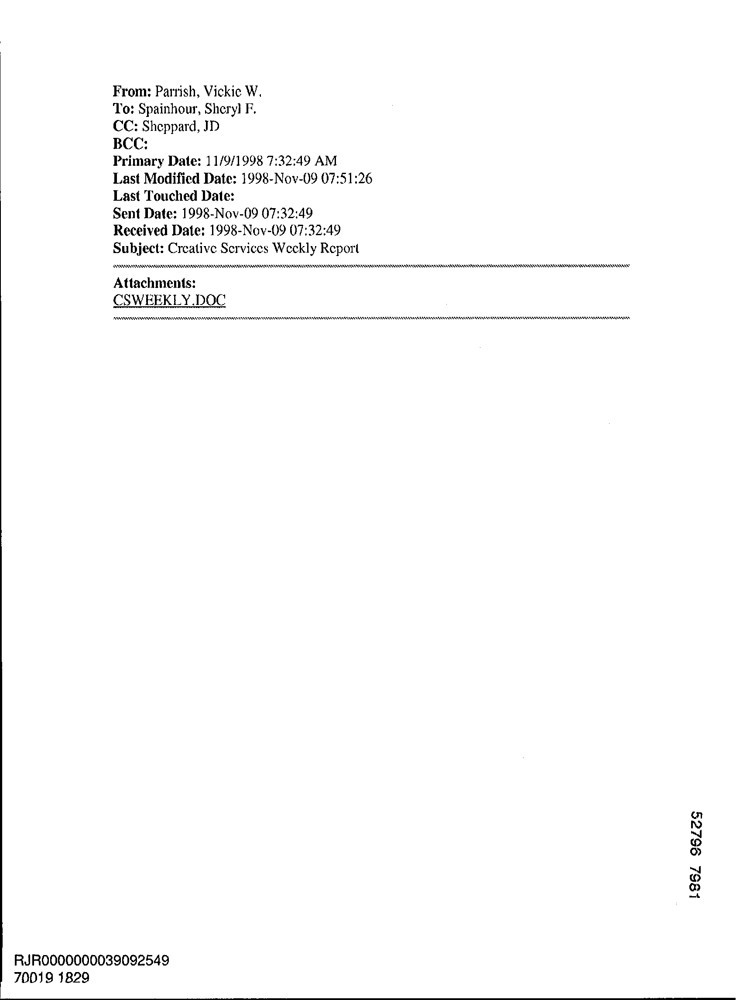 From: Parrish, Vickie W.
To: Spainhour, Sheryl F.
CC: Sheppard, JD
BCC:
Primary Date: 11/9/1998 7:32:49 AM
Last Modified Date: 1998-Nov-09 07:51:26
Last Touched Date:
Sent Date: 1998-Nov-09 07:32:49
Received Date: 1998-Nov-09 07:32:49
Subject: Creative Services Weekly Report
Attachments:
CSWEEKLY.DOC
52796 7981
RJR0000000039092549
70019 1829